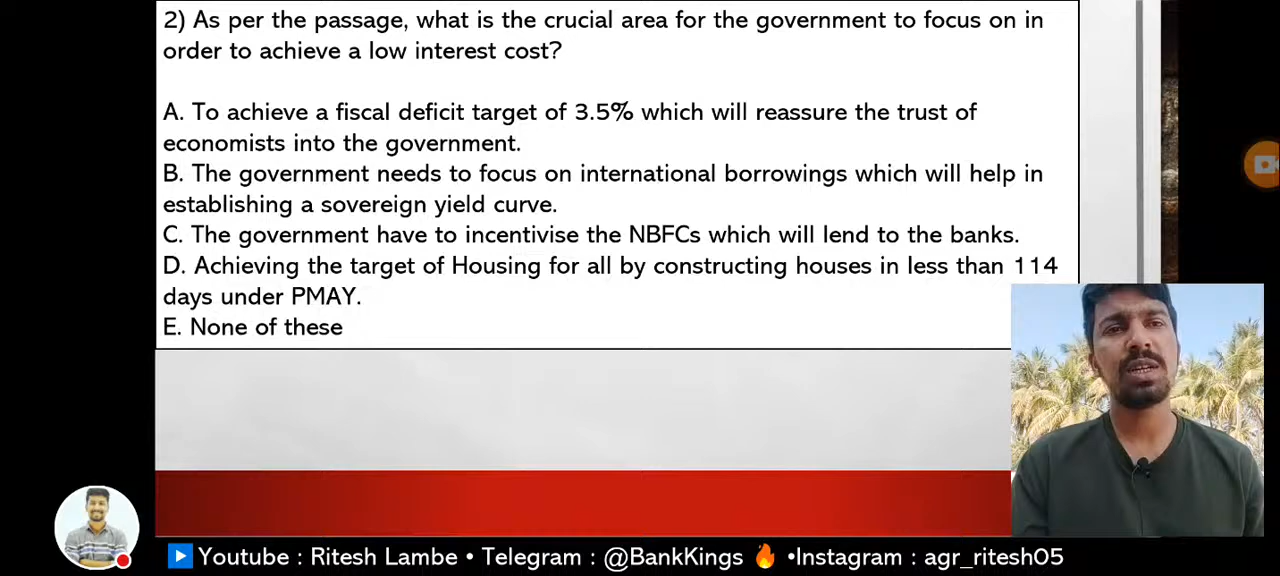 2) As per the passage, what is the crucial area for the government to focus on in
order to achieve a low interest cost?
A. To achieve a fiscal deficit target of 3.5% which will reassure the trust of
economists into the government.
B. The government needs to focus on international borrowings which will help in
establishing a sovereign yield curve.
C. The government have to incentivise the NBFCs which will lend to the banks.
D. Achieving the target of Housing for all by constructing houses in less than 114
days under PMAY.
E. None of these
Youtube : Ritesh Lambe • Telegram : @BankKings 🔥 •Instagram : agr_ritesh05